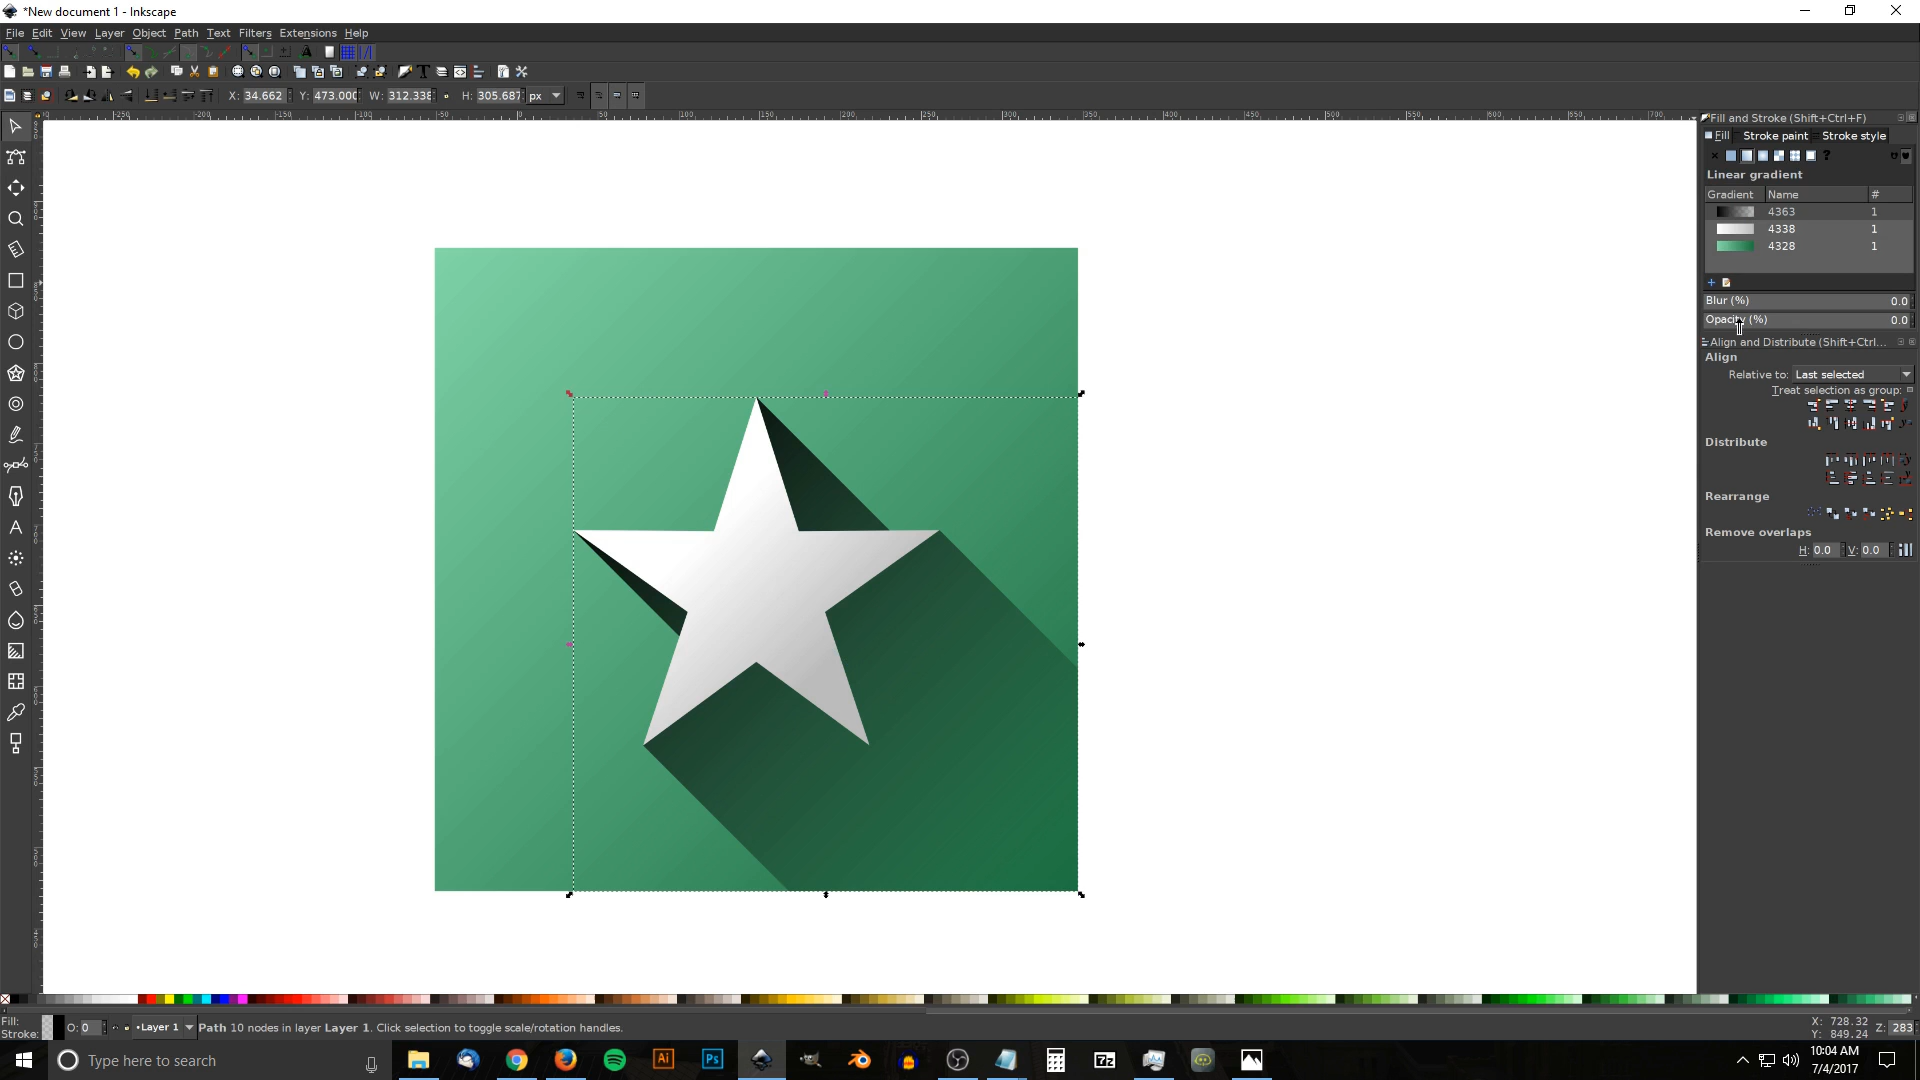 *New document 1 - Inkscape
File Edit View Layer Object Path Text Filters Extensions Help
X: 34.662 Y: 473.000 W: 312.338 H: 305.687 px
Fill and Stroke (Shift+Ctrl+F)
Fill Stroke paint Stroke style
Linear gradient
Gradient Name #
4363 1
4338 1
4328 1
Blur (%) 0.0
Opacity (%) 0.0
Align and Distribute (Shift+Ctrl...
Align
Relative to: Last selected
Treat selection as group:
Distribute
Rearrange
Remove overlaps
H: 0.0 V: 0.0
Fill:
Stroke:
O: 0
•Layer 1
Path 10 nodes in layer Layer 1. Click selection to toggle scale/rotation handles.
X: 728.32
Y: 849.24
Z: 283
Type here to search
Ai
Ps
7z
10:04 AM
7/4/2017